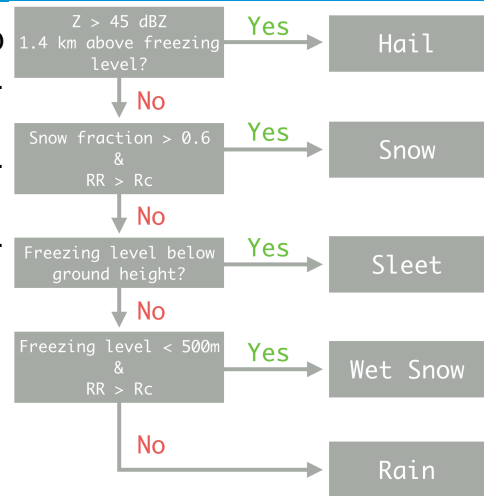 Z > 45 dBZ
1.4 km above freezing
level?
Yes
Hail
No
Snow fraction > 0.6
&
RR > Rc
Yes
Snow
No
Freezing level below
ground height?
Yes
Sleet
No
Freezing level < 500m
&
RR > Rc
Yes
Wet Snow
No
Rain